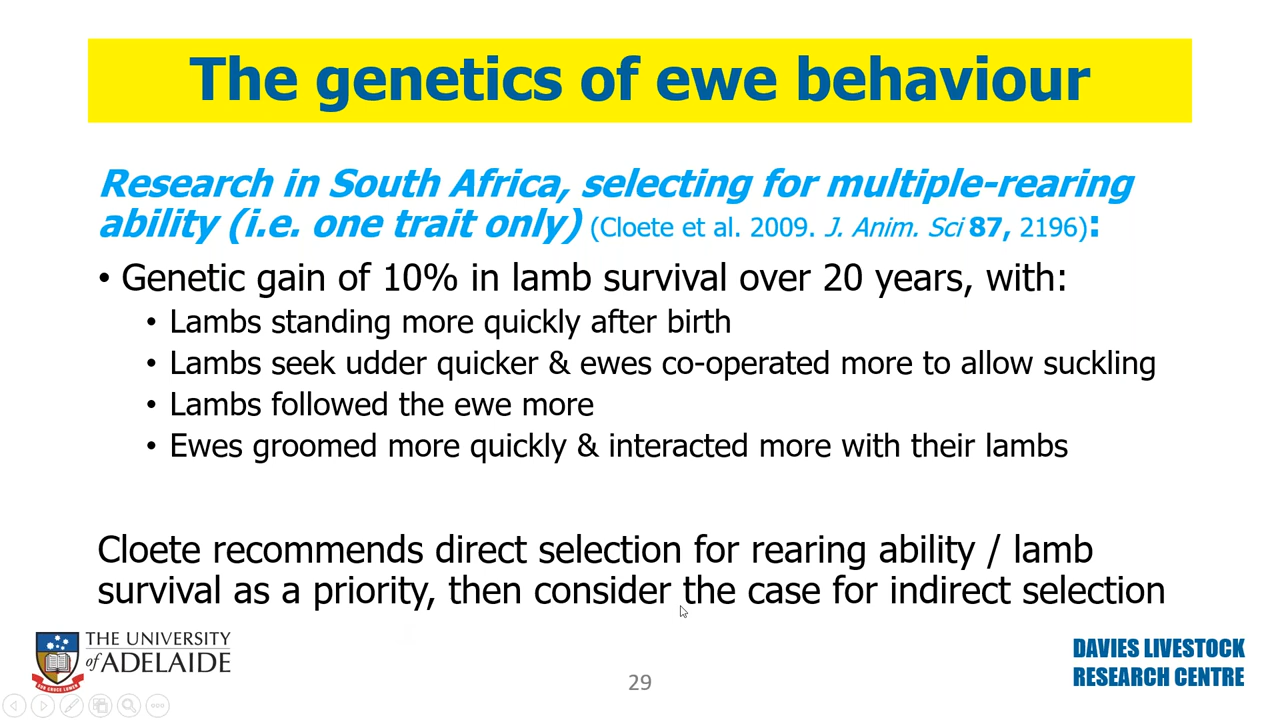 The genetics of ewe behaviour
Research in South Africa, selecting for multiple-rearing
ability (i.e. one trait only) (Cloete et al. 2009. J. Anim. Sci 87, 2196):
• Genetic gain of 10% in lamb survival over 20 years, with:
• Lambs standing more quickly after birth
• Lambs seek udder quicker & ewes co-operated more to allow suckling
• Lambs followed the ewe more
• Ewes groomed more quickly & interacted more with their lambs
Cloete recommends direct selection for rearing ability / lamb
survival as a priority, then consider the case for indirect selection
THE UNIVERSITY
of ADELAIDE
29
DAVIES LIVESTOCK
RESEARCH CENTRE